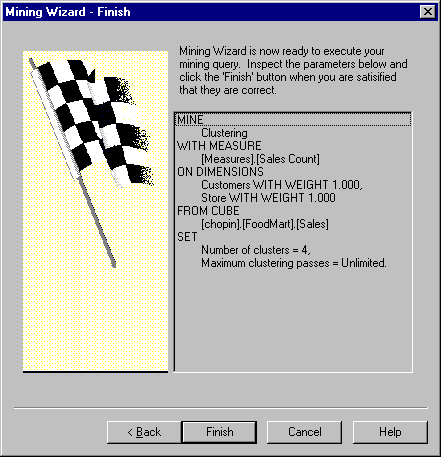 Mining Wizard - Finish
Mining Wizard is now ready to execute your
mining query. Inspect the parameters below and
click the 'Finish' button when you are satisified
that they are correct.
MINE
Clustering
WITH MEASURE
[Measures].[Sales Count]
ON DIMENSIONS
Customers WITH WEIGHT 1.000,
Store WITH WEIGHT 1.000
FROM CUBE
[chopin].[FoodMart].[Sales]
SET
Number of clusters = 4,
Maximum clustering passes = Unlimited.
< Back
Finish
Cancel
Help